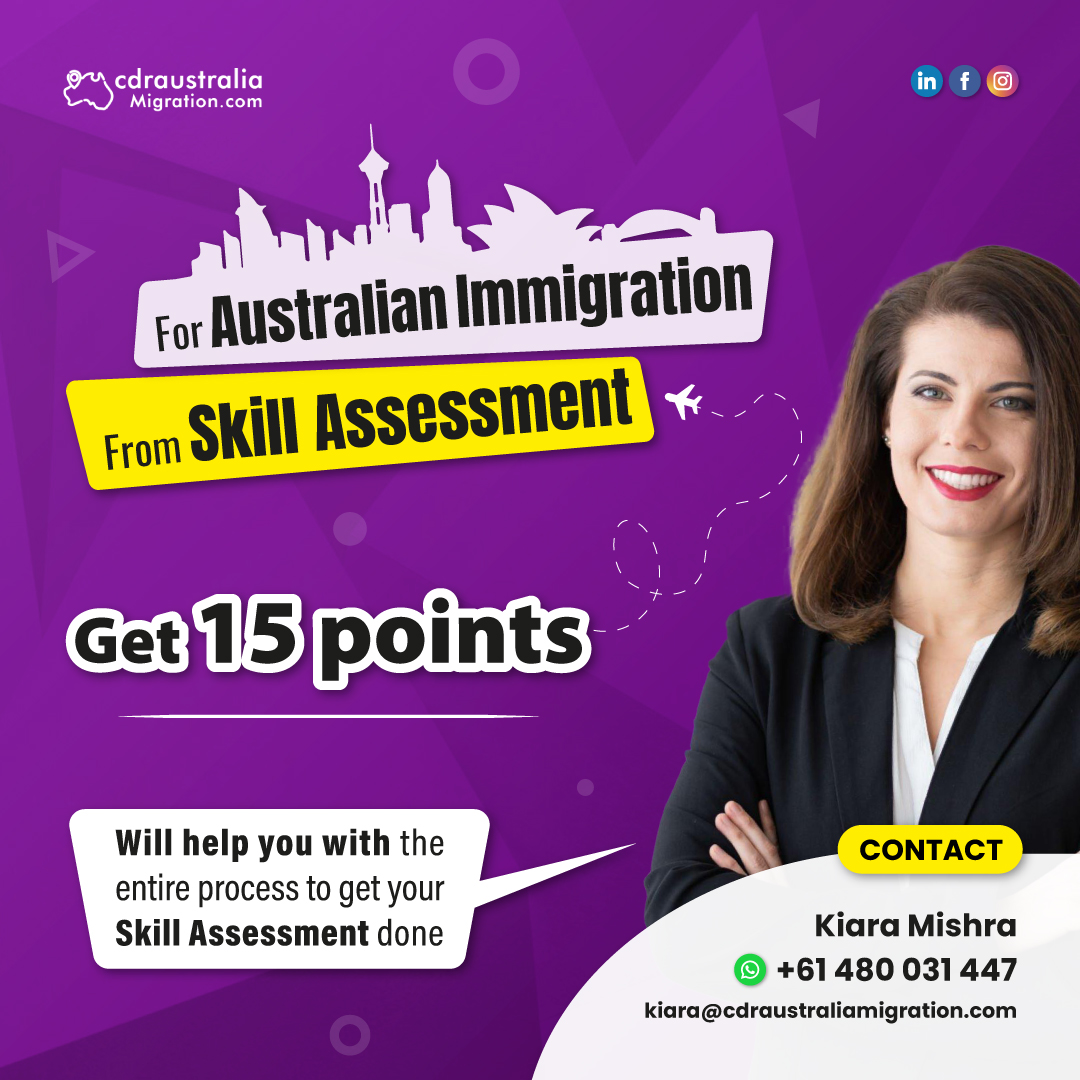 cdraustralia
Migration.com
in f
For Australian Immigration
From Skill Assessment
Get 15 points
Will help you with the
entire process to get your
Skill Assessment done
CONTACT
Kiara Mishra
+61 480 031 447
kiara@cdraustraliamigration.com